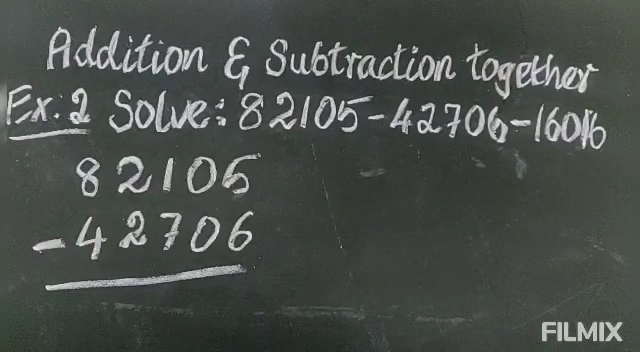 Addition & Subtraction together
Ex. 2 Solve: 82105-42706-16016
82105
-42706
FILMIX